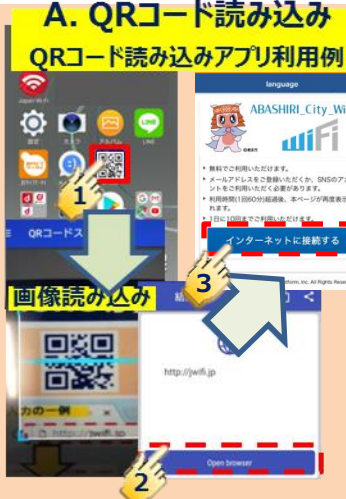 A. QRコード読み込み
QRコード読み込みアプリ利用例
Japan Wi-Fi
設定
カメラ
アルバム
LINE
1
QRコードス
language
ABASHIRI_City_Wi
WiFi
無料でご利用いただけます。
メールアドレスをご登録いただくか、SNSのアカ
ントをご利用いただく必要があります。
利用時間(1回60分)超過後、本ページが再度表示
れます。
1日に10回までご利用いただけます。
インターネットに接続する
3
画像読み込み
カの一例
http://jwifi.jp
Open browser
2